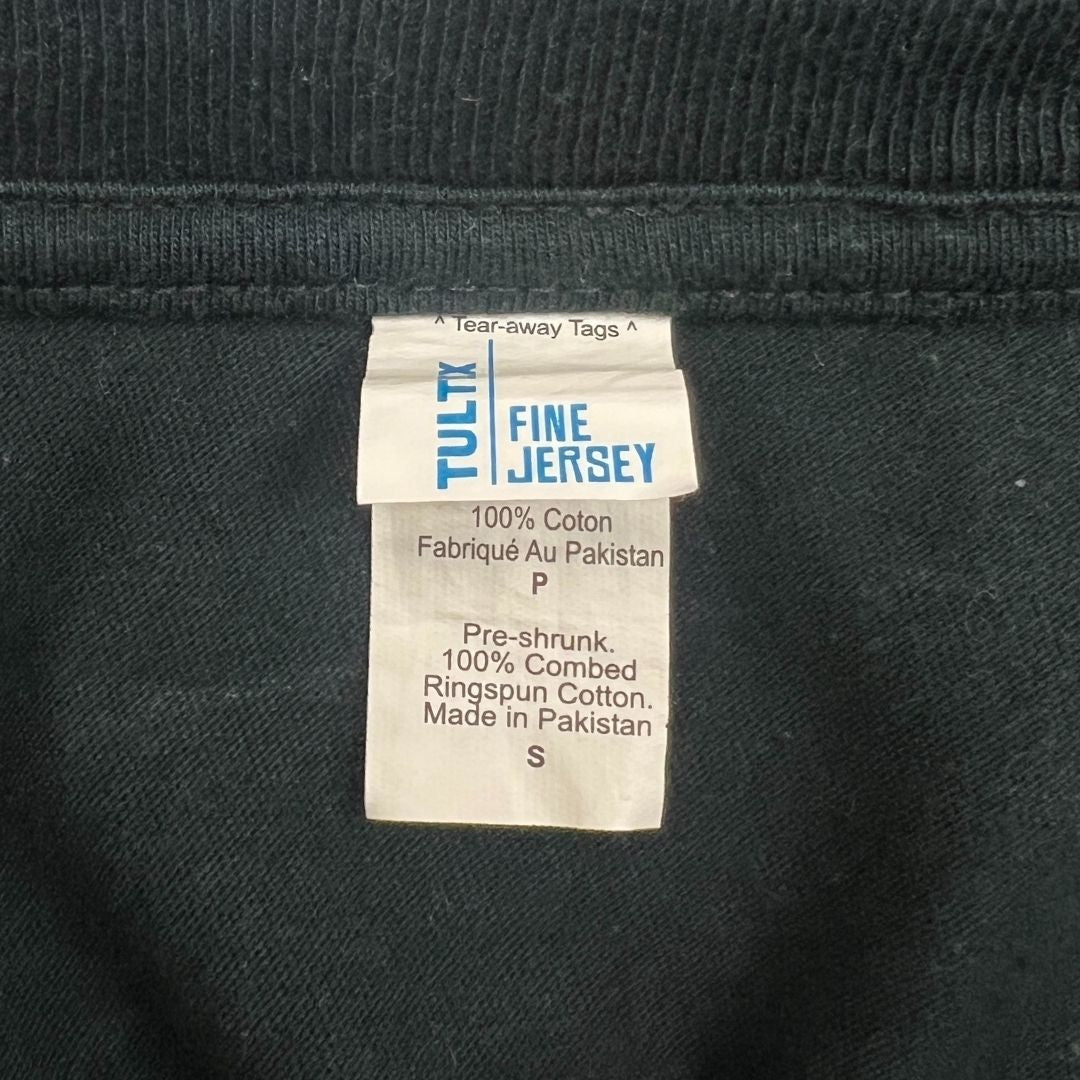 ^ Tear-away Tags ^
TULTIX
FINE
JERSEY
100% Coton
Fabriqué Au Pakistan
P
Pre-shrunk.
100% Combed
Ringspun Cotton.
Made in Pakistan
S